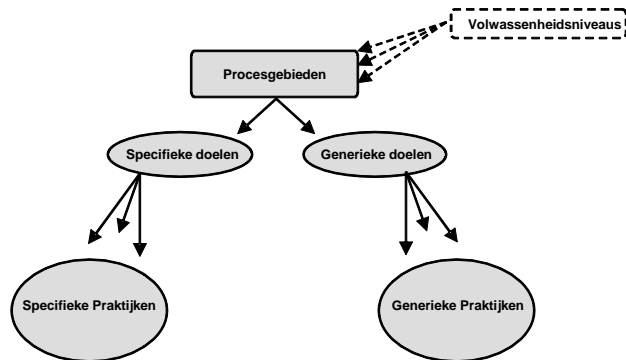 Volwassenheidsniveaus
Procesgebieden
Specifieke doelen
Generieke doelen
Specifieke Praktijken
Generieke Praktijken